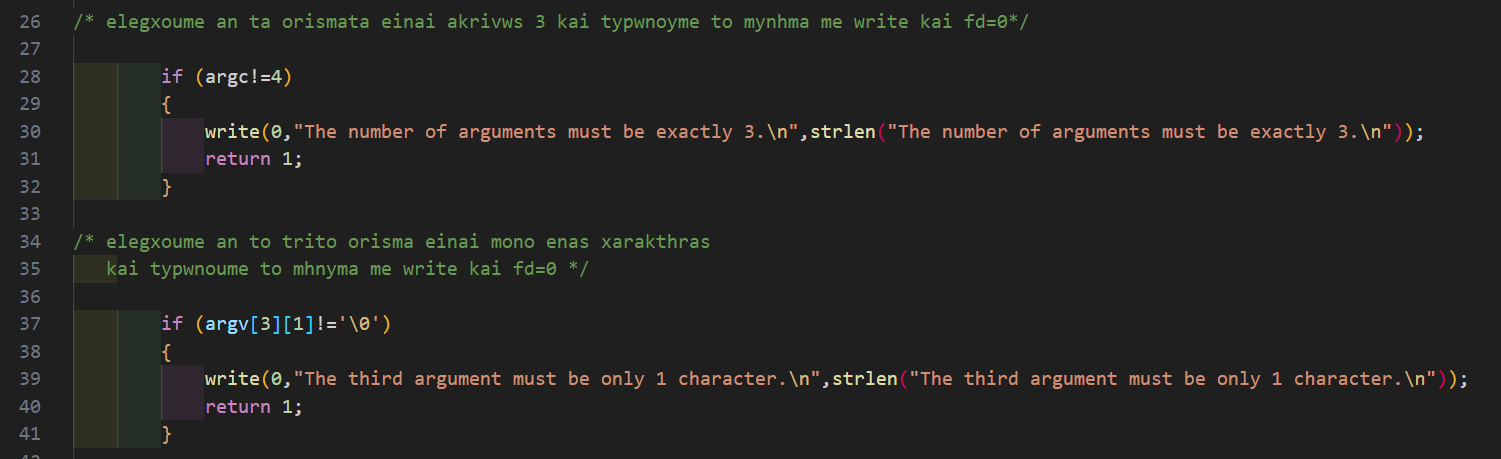 26 /* elegxoume an ta orismata einai akrivws 3 kai typwnoyme to mynhma me write kai fd=0*/
27
28 if (argc!=4)
29 {
30 write(0,"The number of arguments must be exactly 3.\n",strlen("The number of arguments must be exactly 3.\n"));
31 return 1;
32 }
33
34 /* elegxoume an to trito orisma einai mono enas xarakthras
35 kai typwnoume to mhnyma me write kai fd=0 */
36
37 if (argv[3][1]!='\0')
38 {
39 write(0,"The third argument must be only 1 character.\n",strlen("The third argument must be only 1 character.\n"));
40 return 1;
41 }